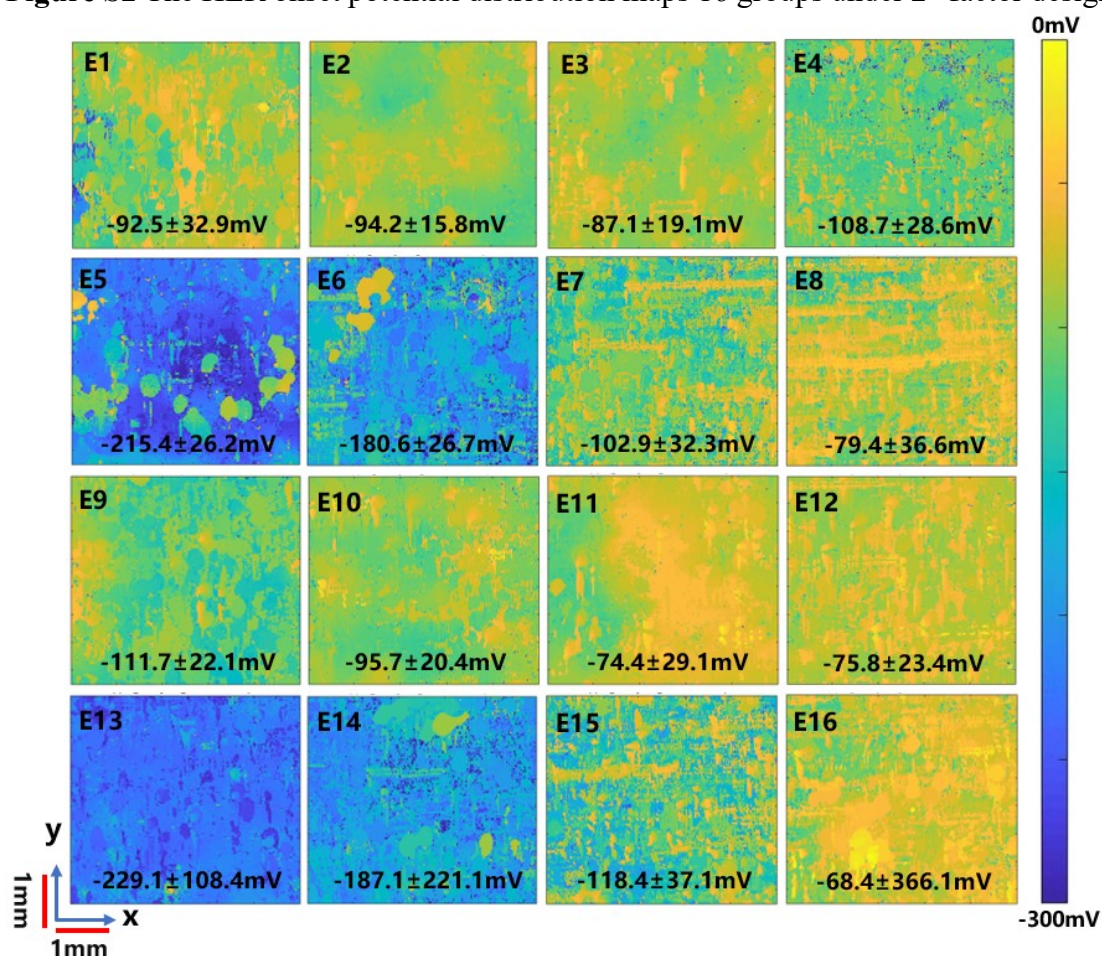 0mV
E1 E2 E3 E4
-92.5±32.9mV -94.2±15.8mV -87.1±19.1mV -108.7±28.6mV
E5 E6 E7 E8
-215.4±26.2mV -180.6±26.7mV -102.9±32.3mV -79.4±36.6mV
E9 E10 E11 E12
-111.7±22.1mV -95.7±20.4mV -74.4±29.1mV -75.8±23.4mV
E13 E14 E15 E16
-229.1±108.4mV -187.1±221.1mV -118.4±37.1mV -68.4±366.1mV
y
1mm
x
1mm
-300mV